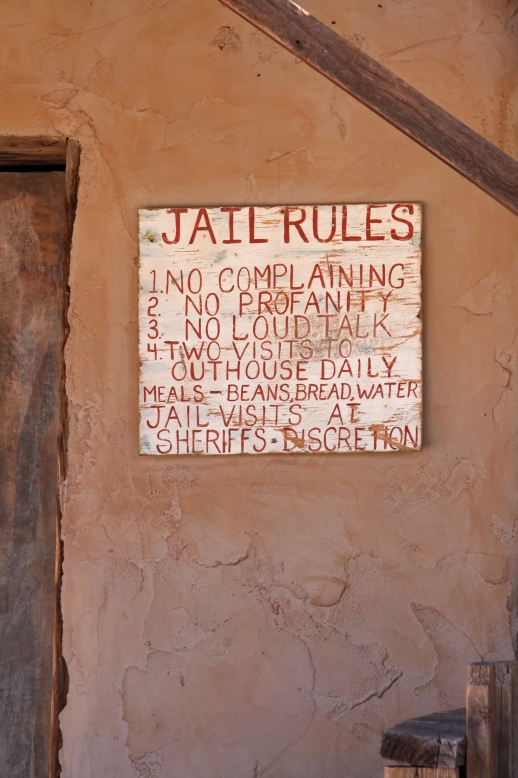 JAIL RULES
1. NO COMPLAINING
2. NO PROFANITY
3. NO LOUD TALK
4. TWO VISITS TO
OUTHOUSE DAILY
MEALS - BEANS, BREAD, WATER
JAIL VISITS AT
SHERIFFS DISCRETION